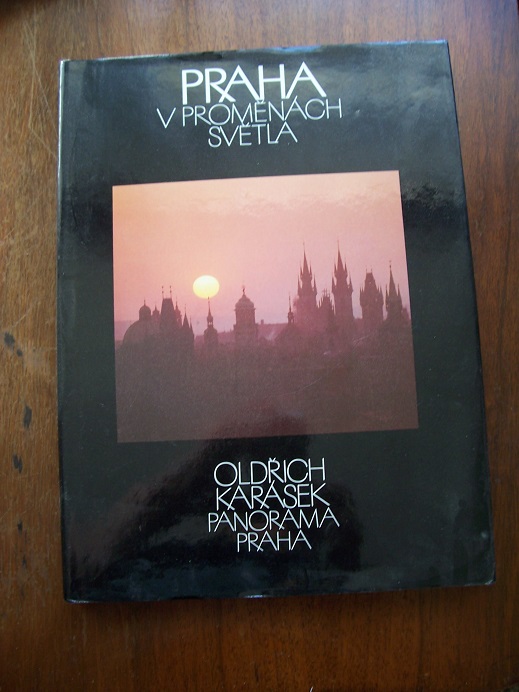 PRAHA
V PROMĚNÁCH
SVĚTLA
OLDŘICH
KARÁSEK
PANORAMA
PRAHA